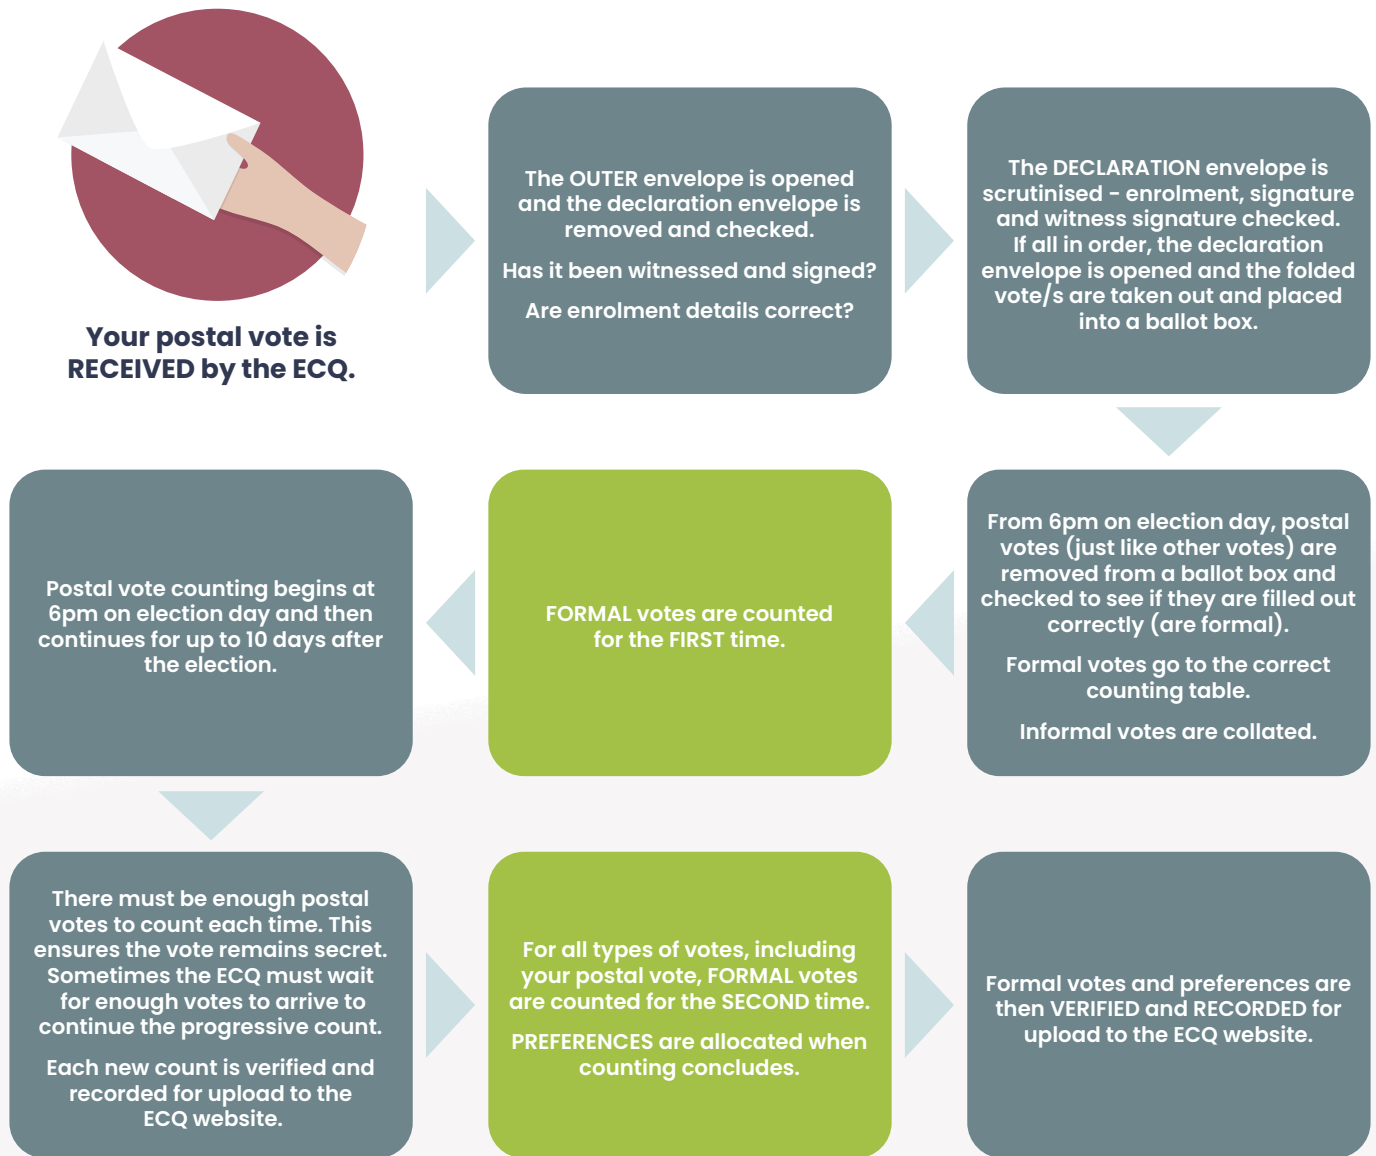 Your postal vote is
RECEIVED by the ECQ.
The OUTER envelope is opened
and the declaration envelope is
removed and checked.
Has it been witnessed and signed?
Are enrolment details correct?
The DECLARATION envelope is
scrutinised - enrolment, signature
and witness signature checked.
If all in order, the declaration
envelope is opened and the folded
vote/s are taken out and placed
into a ballot box.
From 6pm on election day, postal
votes (just like other votes) are
removed from a ballot box and
checked to see if they are filled out
correctly (are formal).
Formal votes go to the correct
counting table.
Informal votes are collated.
FORMAL votes are counted
for the FIRST time.
Postal vote counting begins at
6pm on election day and then
continues for up to 10 days after
the election.
There must be enough postal
votes to count each time. This
ensures the vote remains secret.
Sometimes the ECQ must wait
for enough votes to arrive to
continue the progressive count.
Each new count is verified and
recorded for upload to the
ECQ website.
For all types of votes, including
your postal vote, FORMAL votes
are counted for the SECOND time.
PREFERENCES are allocated when
counting concludes.
Formal votes and preferences are
then VERIFIED and RECORDED for
upload to the ECQ website.